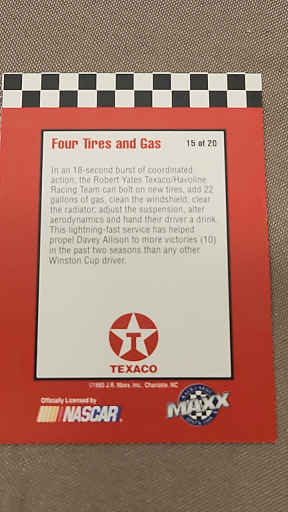 Four Tires and Gas 15 of 20
In an 18-second burst of coordinated
action, the Robert Yates Texaco/Havoline
Racing Team can bolt on new tires, add 22
gallons of gas, clean the windshield, clear
the radiator, adjust the suspension, alter
aerodynamics and hand their driver a drink.
This lightning-fast service has helped
propel Davey Allison to more victories (10)
in the past two seasons than any other
Winston Cup driver.
T
TEXACO
©1993 J.R. Maxx, Inc., Charlotte, NC
Officially Licensed by
NASCAR
MAXX